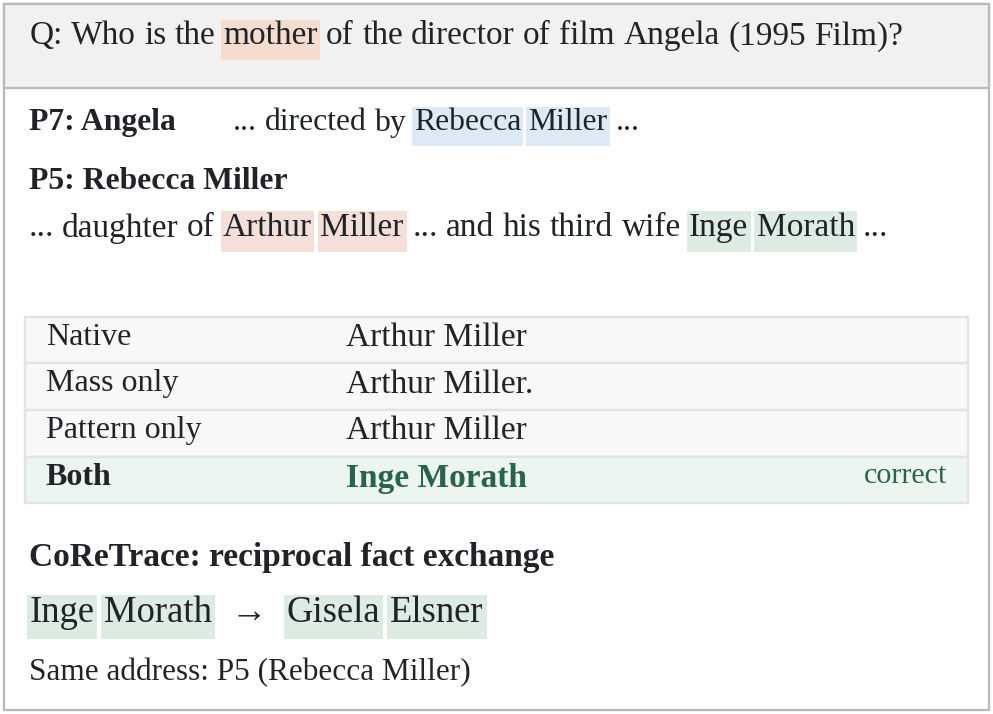 Q: Who is the mother of the director of film Angela (1995 Film)?
P7: Angela ... directed by Rebecca Miller ...
P5: Rebecca Miller
... daughter of Arthur Miller ... and his third wife Inge Morath ...
Native Arthur Miller
Mass only Arthur Miller.
Pattern only Arthur Miller
Both Inge Morath correct
CoReTrace: reciprocal fact exchange
Inge Morath → Gisela Elsner
Same address: P5 (Rebecca Miller)